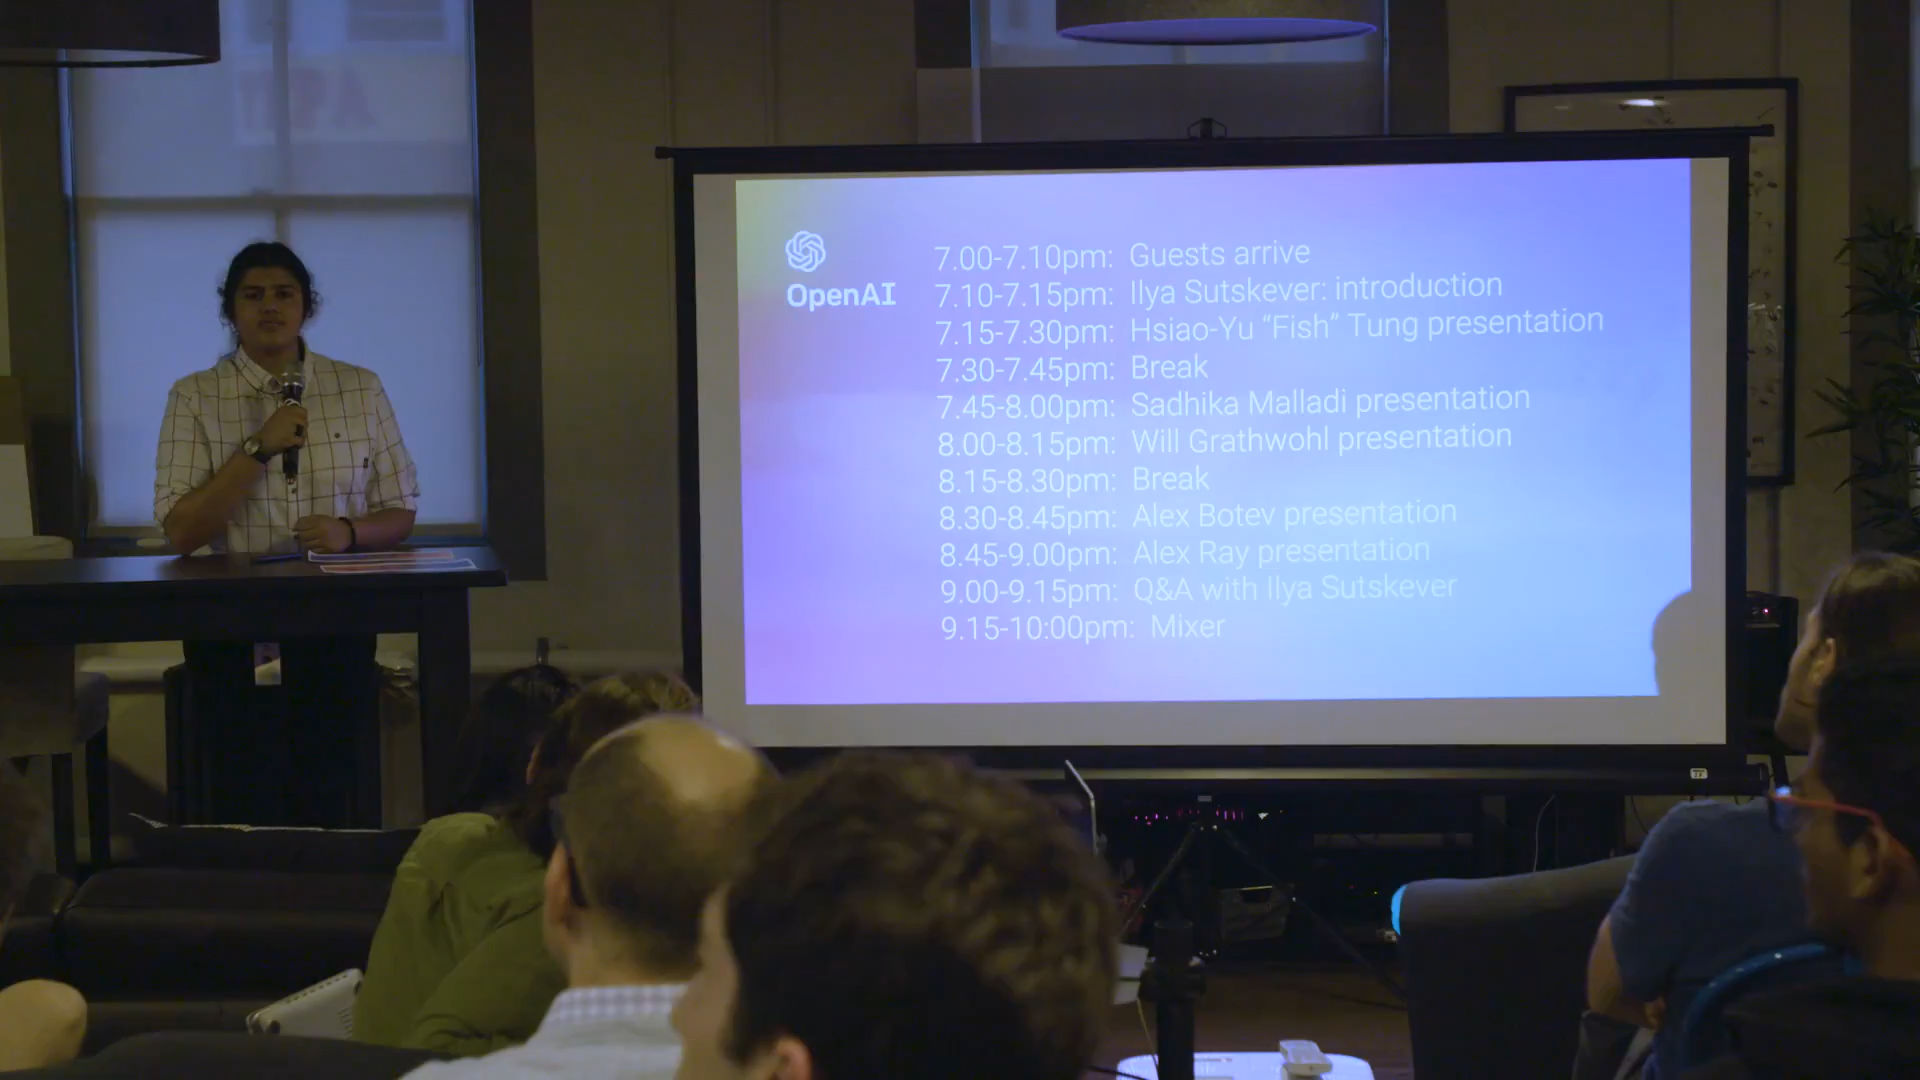 OpenAI
7.00-7.10pm: Guests arrive
7.10-7.15pm: Ilya Sutskever: introduction
7.15-7.30pm: Hsiao-Yu “Fish” Tung presentation
7.30-7.45pm: Break
7.45-8.00pm: Sadhika Malladi presentation
8.00-8.15pm: Will Grathwohl presentation
8.15-8.30pm: Break
8.30-8.45pm: Alex Botev presentation
8.45-9.00pm: Alex Ray presentation
9.00-9.15pm: Q&A with Ilya Sutskever
9.15-10:00pm: Mixer